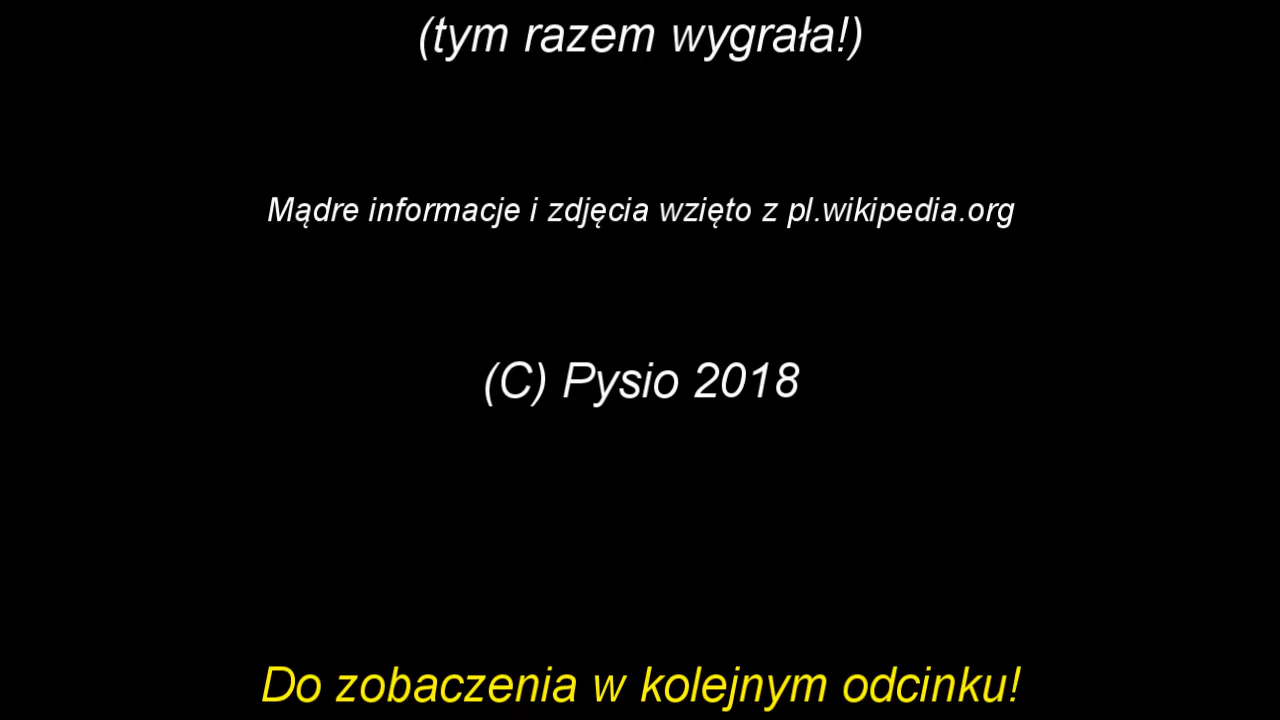 (tym razem wygrała!)
Mądre informacje i zdjęcia wzięto z pl.wikipedia.org
(C) Pysio 2018
Do zobaczenia w kolejnym odcinku!